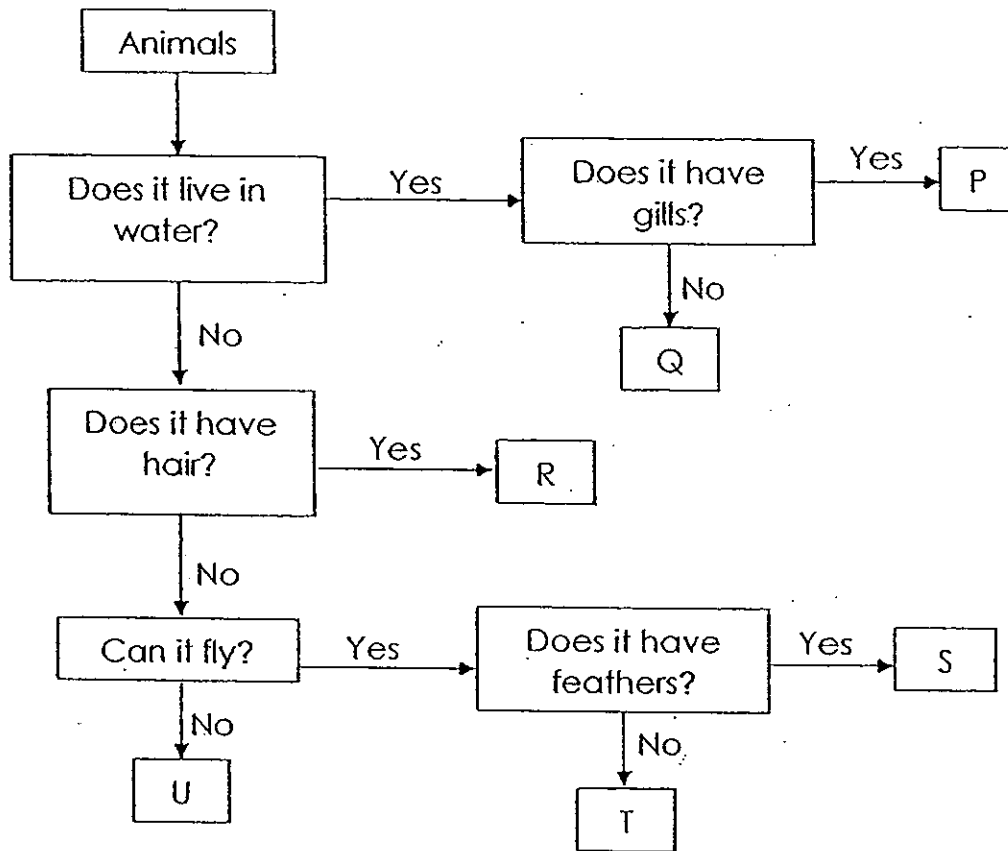 Animals
Does it live in
water?
Yes
Does it have
gills?
Yes
P
No
Q
No
Does it have
hair?
Yes
R
No
Can it fly?
Yes
Does it have
feathers?
Yes
S
No
U
No
T